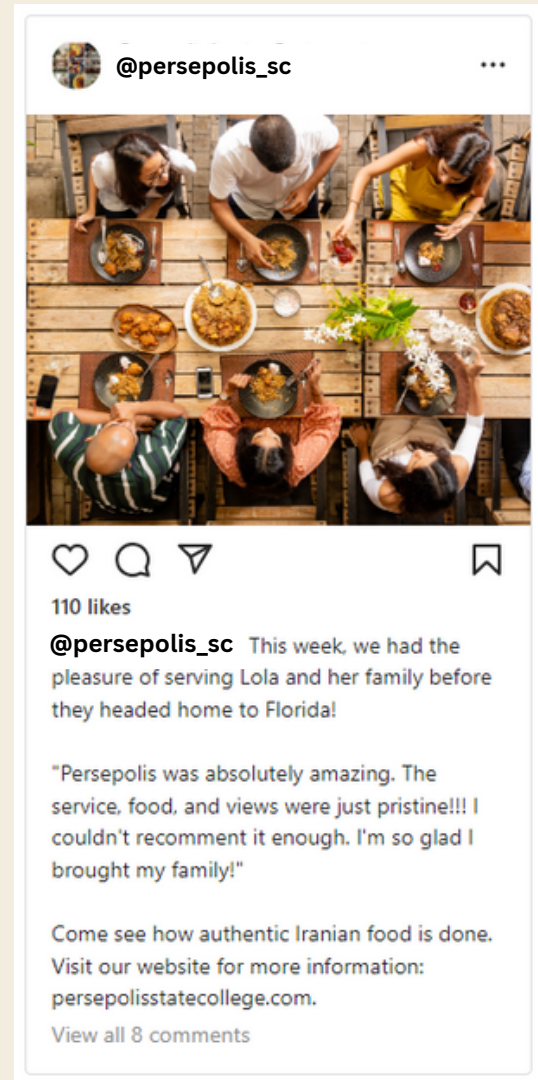 @persepolis_sc
110 likes
@persepolis_sc This week, we had the
pleasure of serving Lola and her family before
they headed home to Florida!
"Persepolis was absolutely amazing. The
service, food, and views were just pristine!!! I
couldn't recomment it enough. I'm so glad I
brought my family!"
Come see how authentic Iranian food is done.
Visit our website for more information:
persepolisstatecollege.com.
View all 8 comments